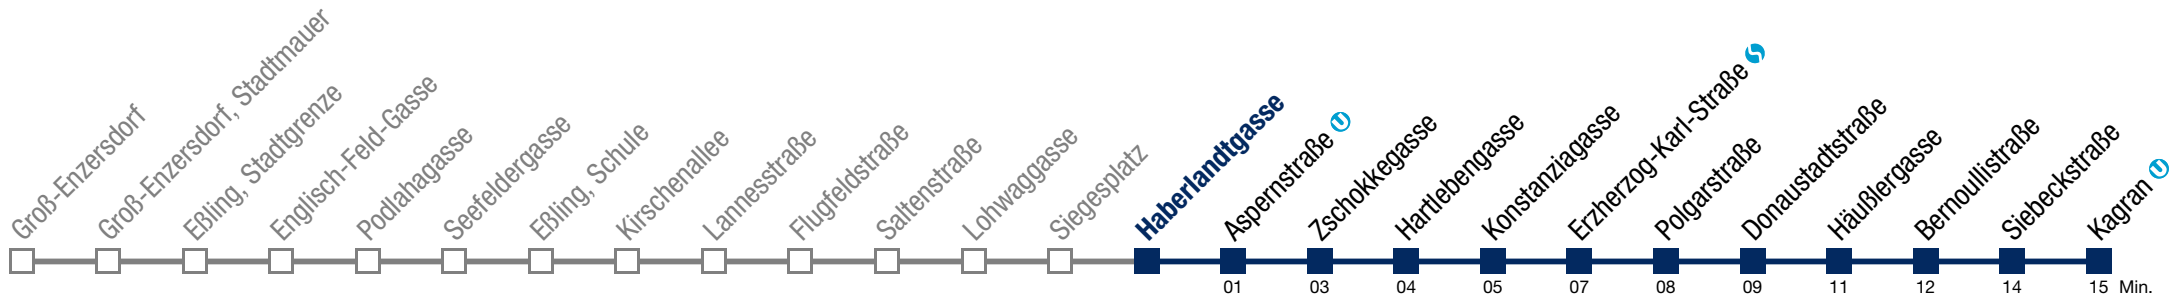 Groß-Enzersdorf
Groß-Enzersdorf, Stadtmauer
Eßling, Stadtgrenze
Englisch-Feld-Gasse
Podlahagasse
Seefeldergasse
Eßling, Schule
Kirschenallee
Lannesstraße
Flugfeldstraße
Saltenstraße
Lohwaggasse
Siegesplatz
Haberlandtgasse
Aspernstraße U
Zschokkegasse
Hartlebengasse
Konstanziagasse
Erzherzog-Karl-Straße S
Polgarstraße
Donaustadtstraße
Häußlergasse
Bernoullistraße
Siebeckstraße
Kagran U
01 03 04 05 07 08 09 11 12 14 15 Min.